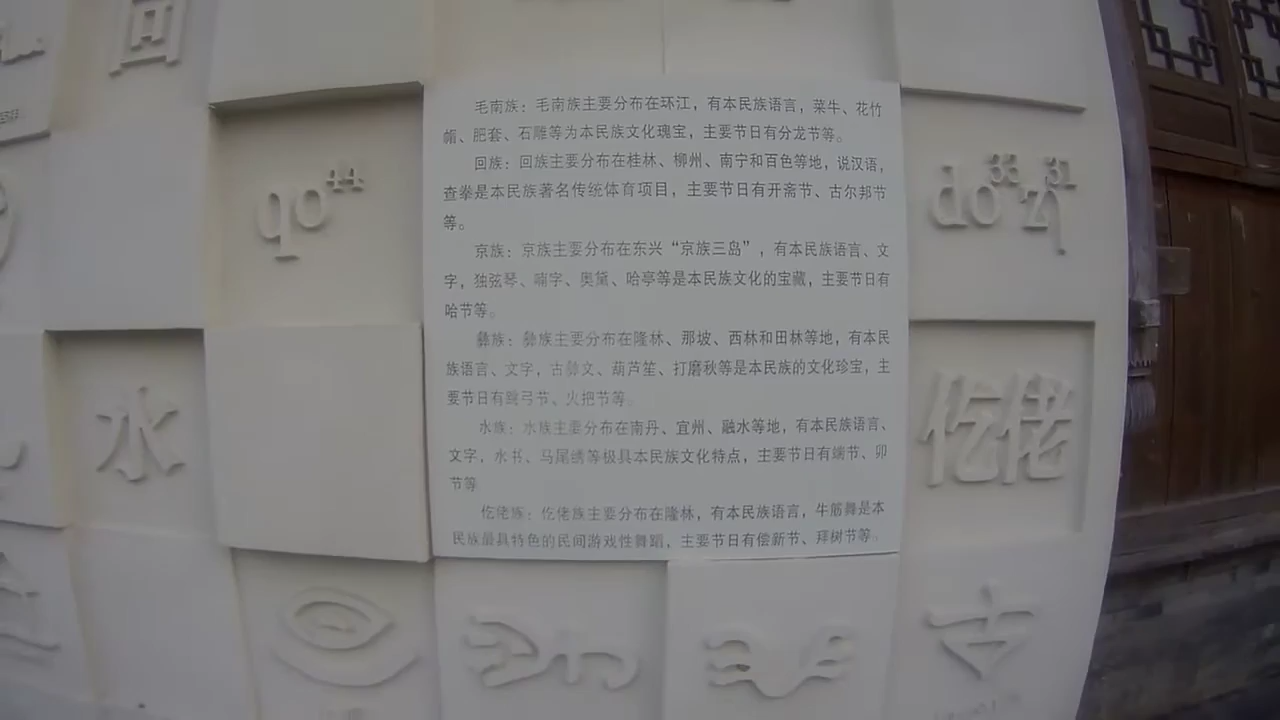 回
毛南族：毛南族主要分布在环江，有本民族语言，菜牛、花竹
帽、肥套、石雕等为本民族文化瑰宝，主要节日有分龙节等。
回族：回族主要分布在桂林、柳州、南宁和百色等地，说汉语，
查拳是本民族著名传统体育项目，主要节日有开斋节、古尔邦节
等。
京族：京族主要分布在东兴“京族三岛”，有本民族语言、文
字，独弦琴、喃字、奥黛、哈亭等是本民族文化的宝藏，主要节日有
哈节等。
彝族：彝族主要分布在隆林、那坡、西林和田林等地，有本民
族语言、文字，古彝文、葫芦笙、打磨秋等是本民族的文化珍宝，主
要节日有跳弓节、火把节等。
水族：水族主要分布在南丹、宜州、融水等地，有本民族语言、
文字，水书、马尾绣等极具本民族文化特点，主要节日有端节、卯
节等
仡佬族：仡佬族主要分布在隆林，有本民族语言，牛筋舞是本
民族最具特色的民间游戏性舞蹈，主要节日有偿新节、拜树节等。
qo⁴⁴
do³³zɿ³¹
水
仡佬